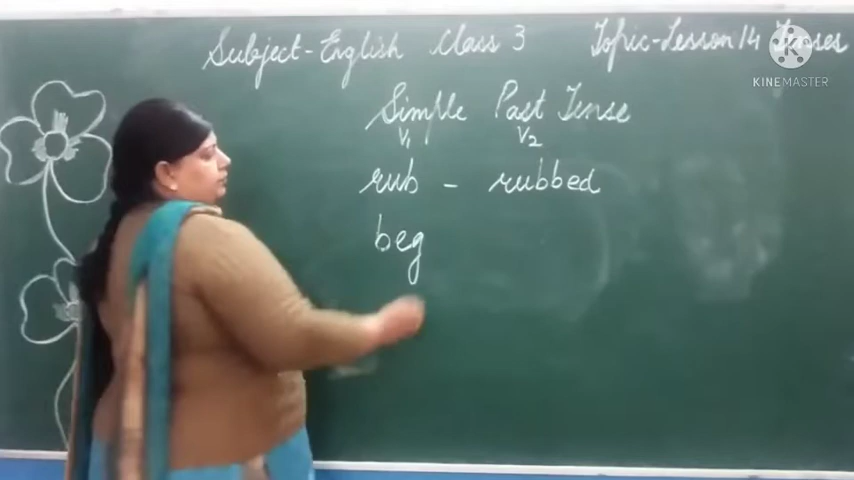 Subject-English Class 3 Topic-Lesson 14 Tenses
KINEMASTER
Simple Past Tense
V1 V2
rub - rubbed
beg